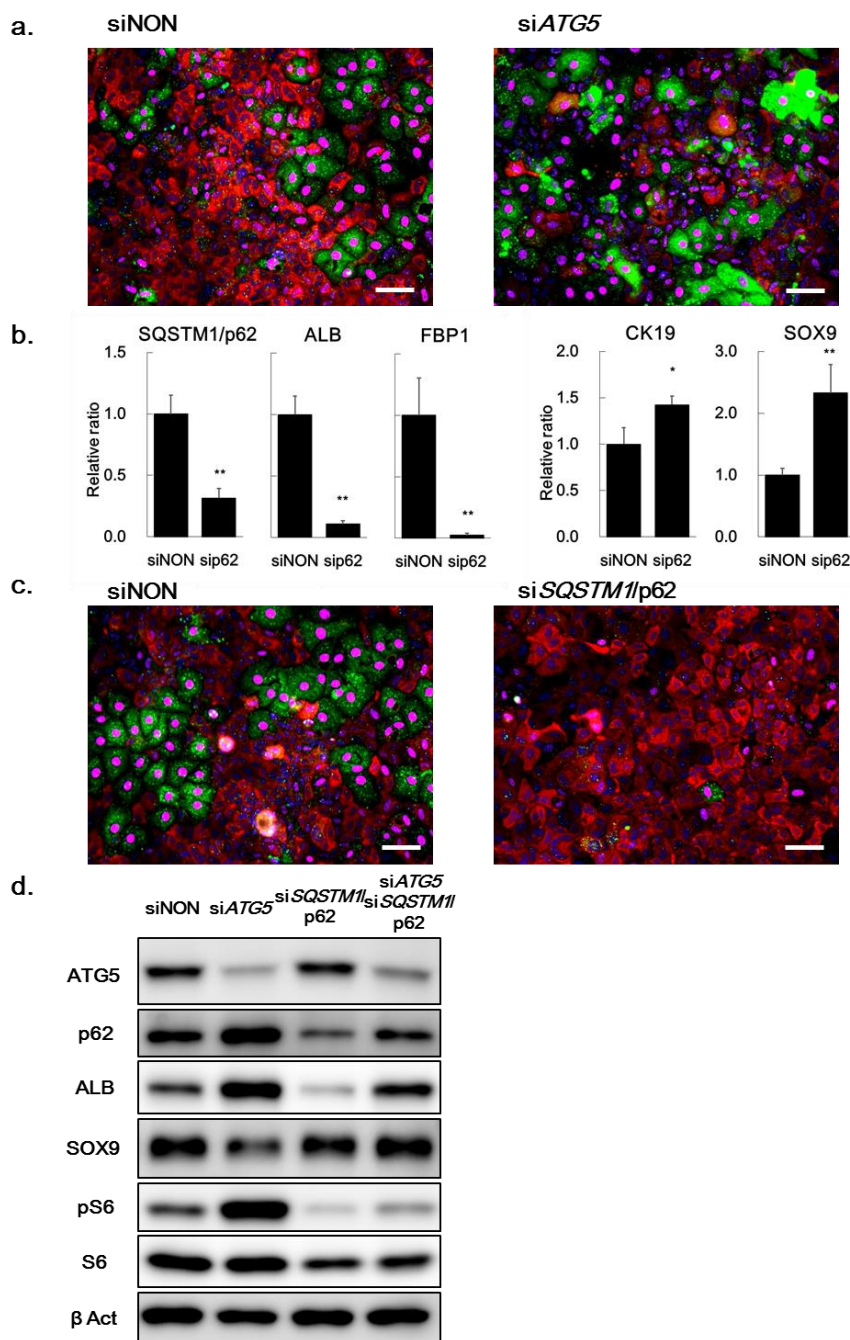 a.
siNON
siATG5
b.
SQSTM1/p62
ALB
FBP1
CK19
SOX9
Relative ratio
1.5
1.0
0.5
0.0
**
**
**
2.0
1.5
1.0
0.5
0.0
*
3.0
2.0
1.0
0.0
**
siNON sip62
siNON sip62
siNON sip62
siNON sip62
siNON sip62
c.
siNON
siSQSTM1/p62
d.
siNON
siATG5
siSQSTM1/
p62
siATG5
siSQSTM1/
p62
ATG5
p62
ALB
SOX9
pS6
S6
β Act